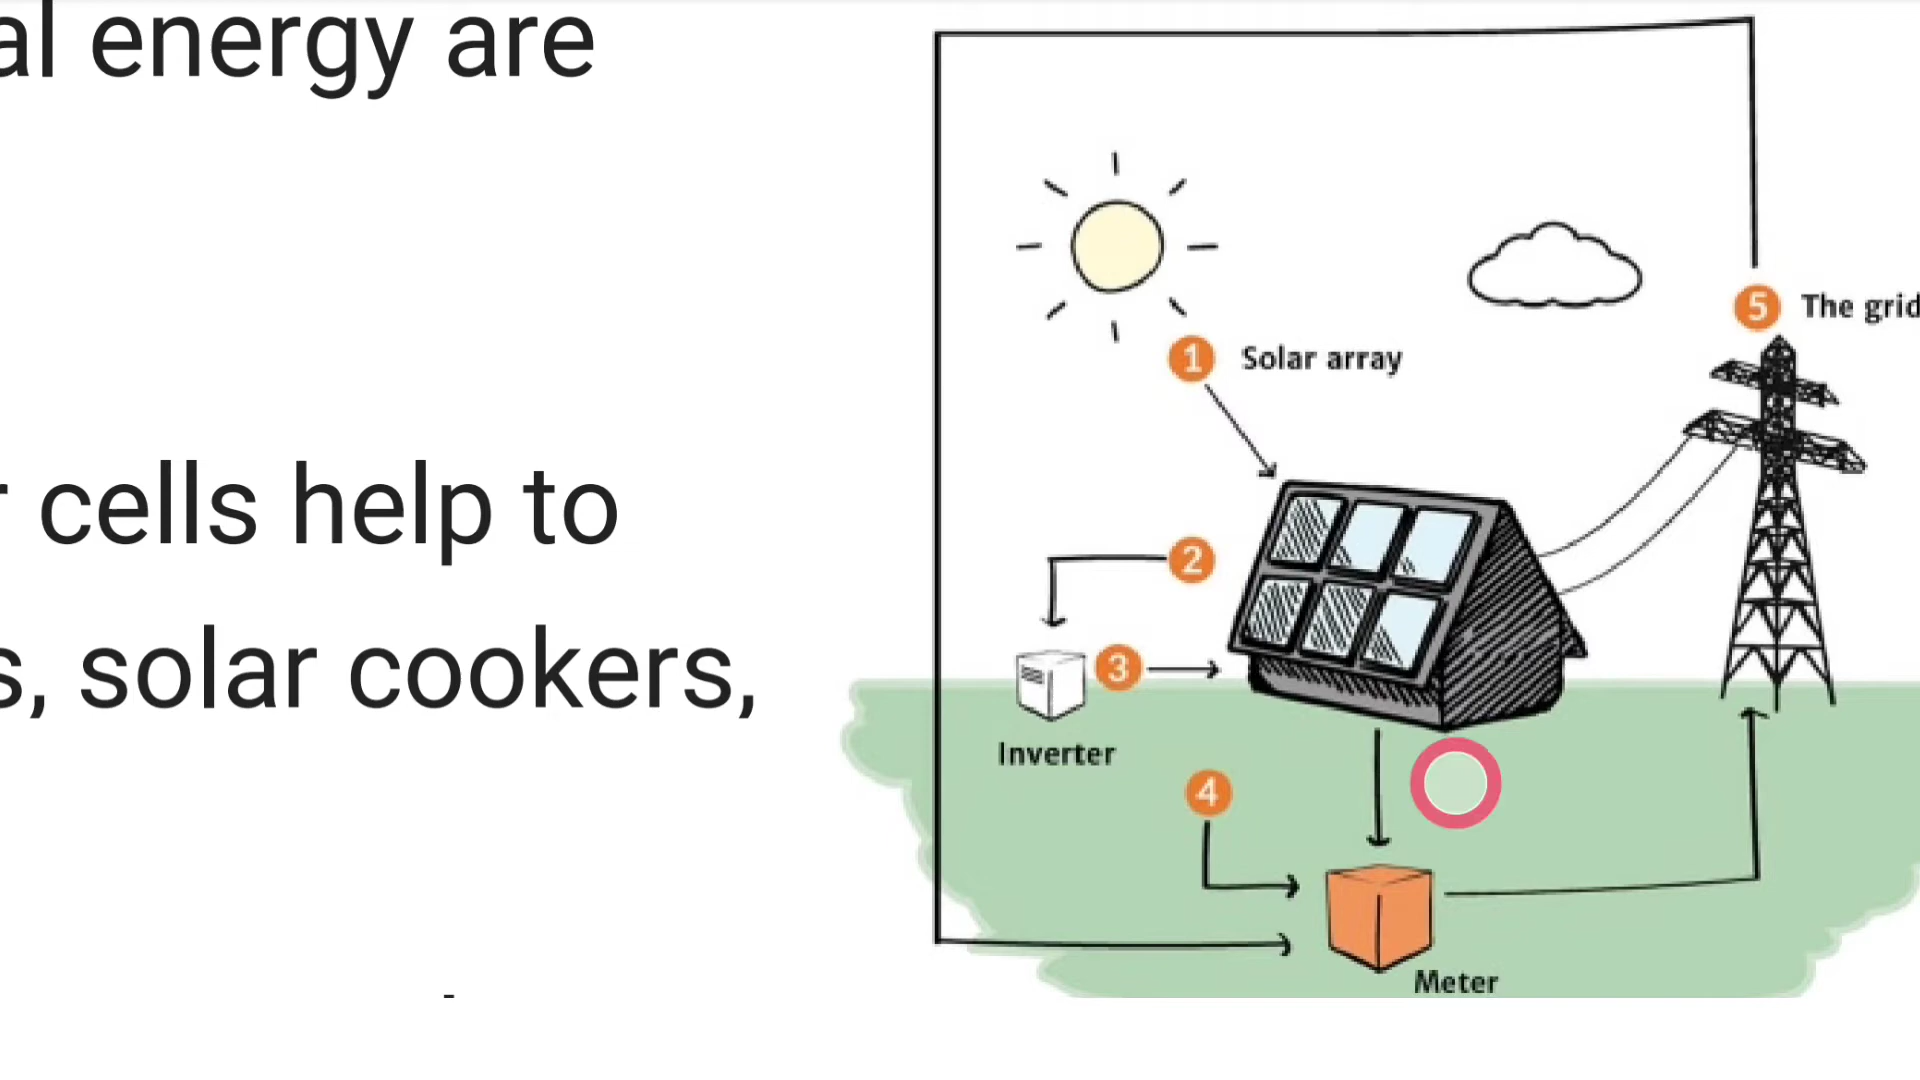 al energy are
cells help to
s, solar cookers,
1 Solar array
5 The grid
2
3
Inverter
4
Meter